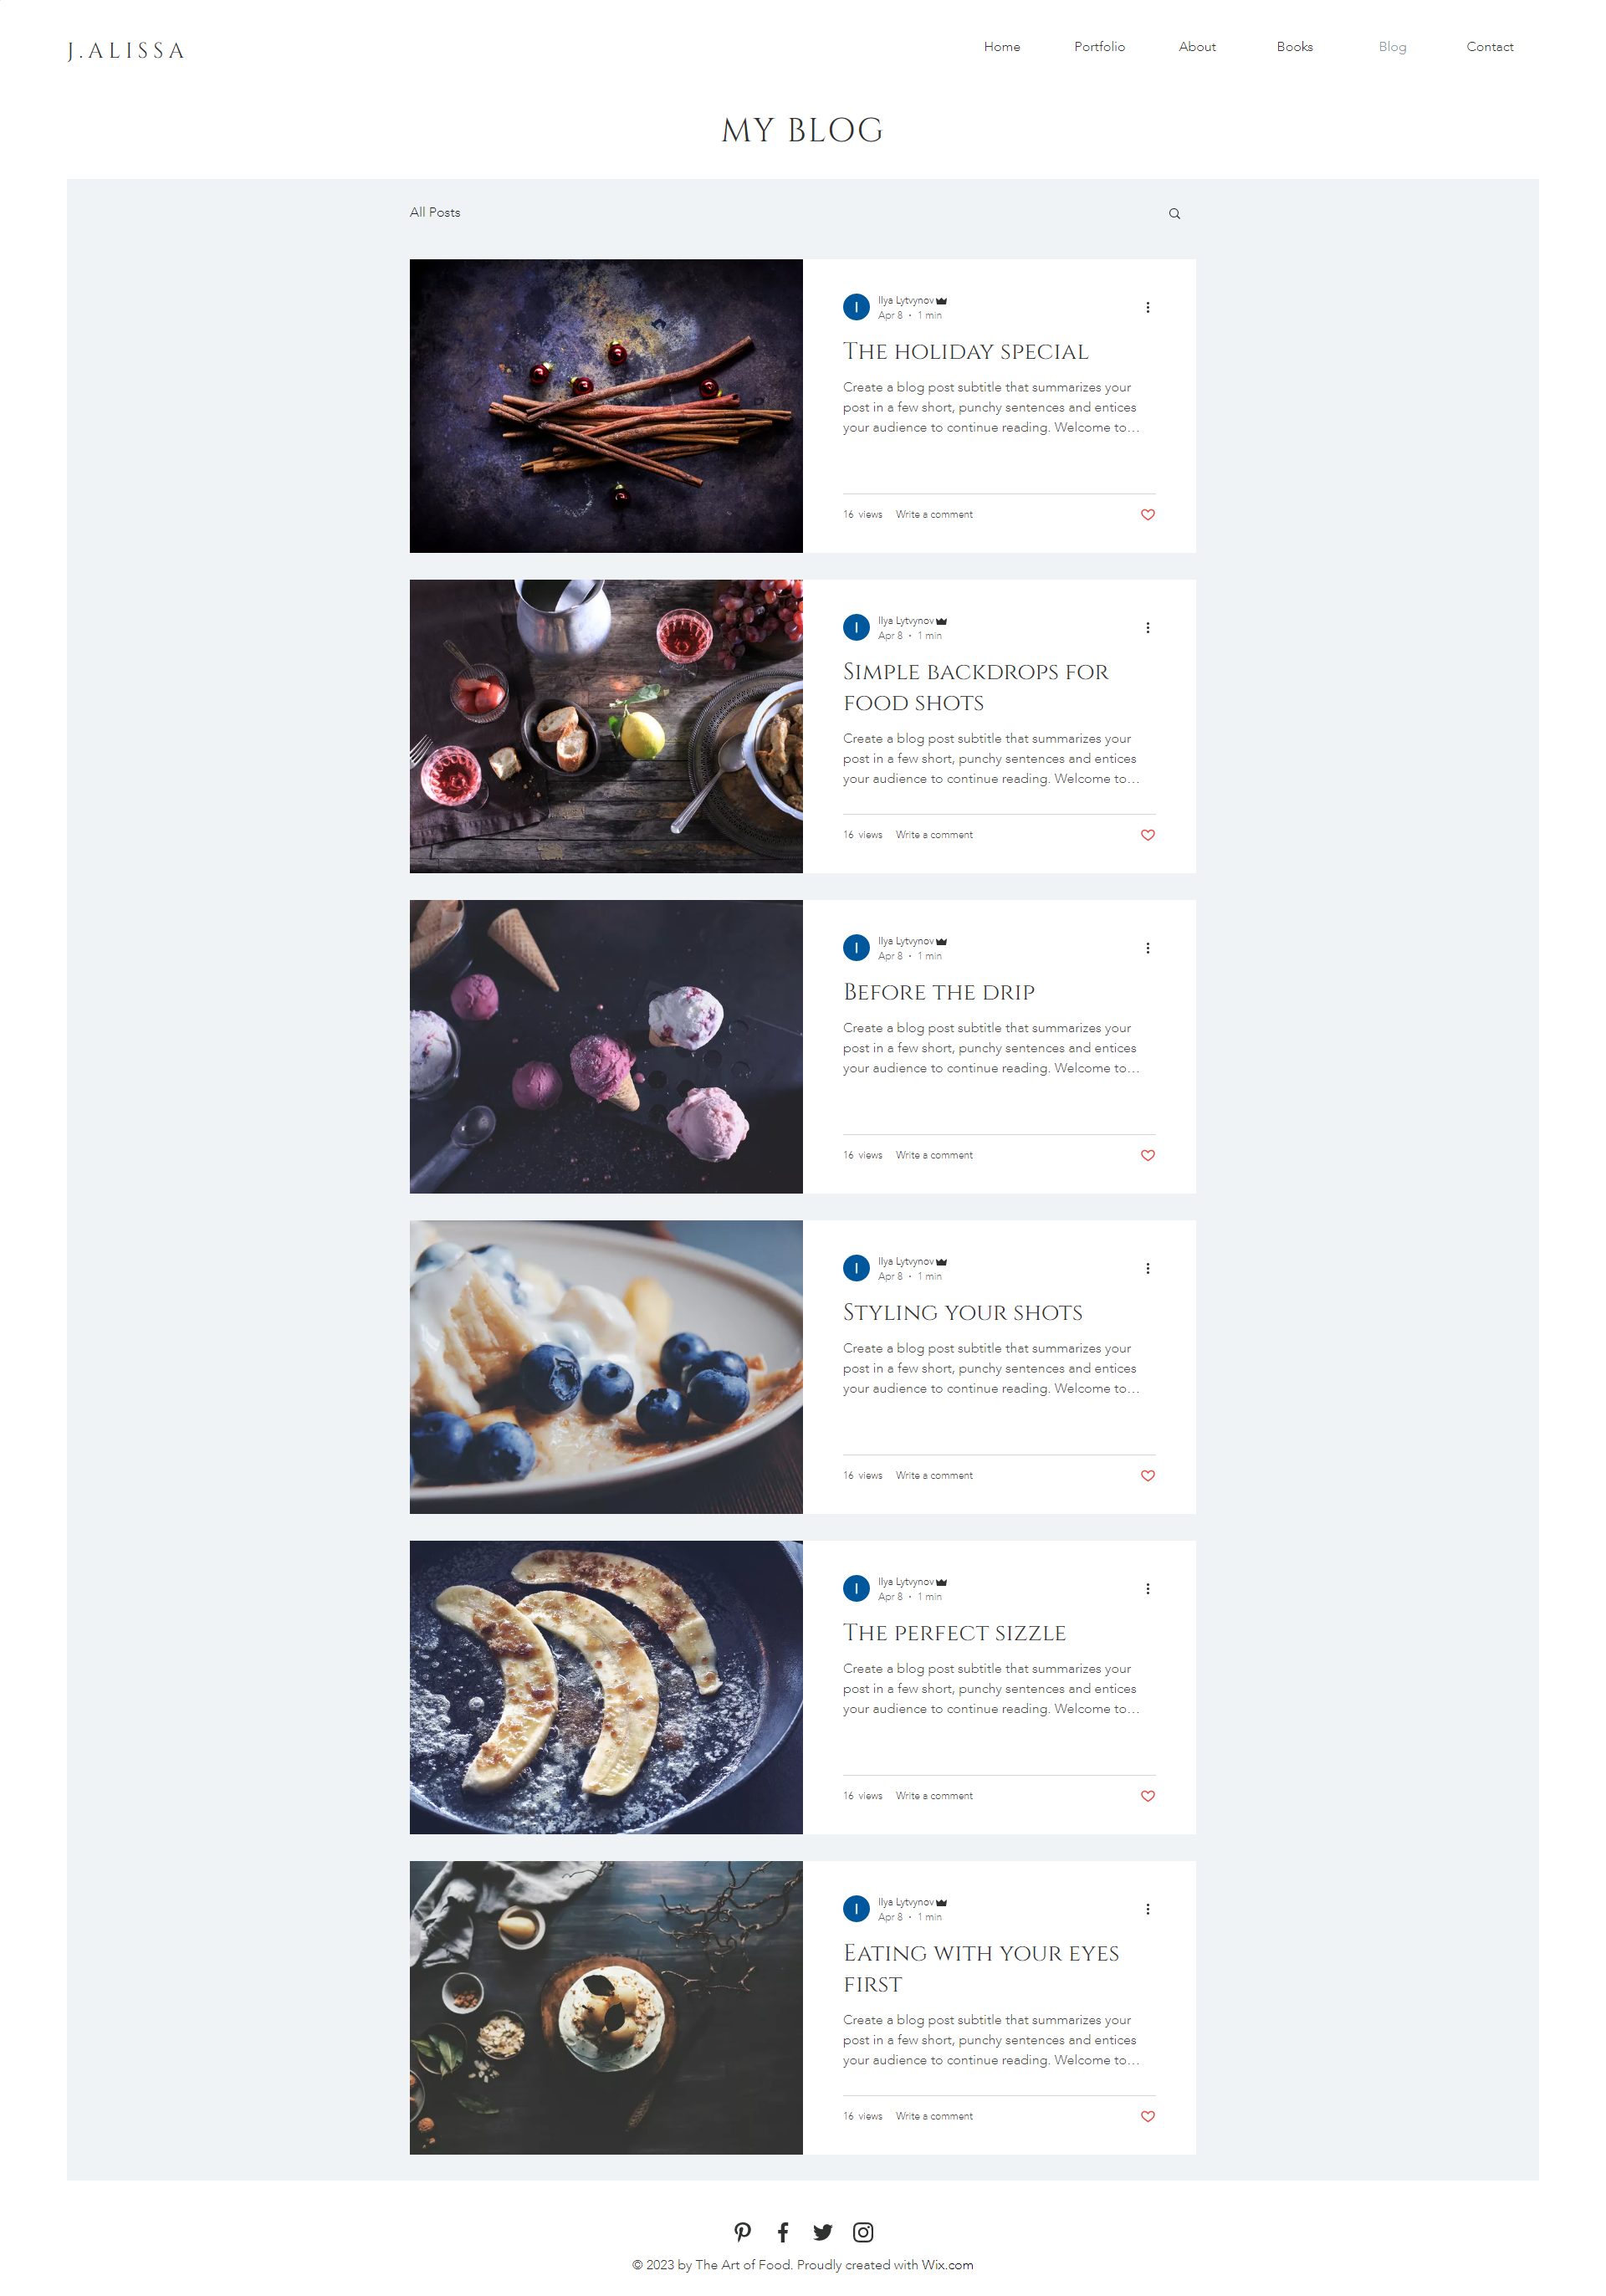 J.ALISSA
Home Portfolio About Books Blog Contact
MY BLOG
All Posts
I
Ilya Lytvynov
Apr 8 · 1 min
The holiday special
Create a blog post subtitle that summarizes your
post in a few short, punchy sentences and entices
your audience to continue reading. Welcome to...
16 views Write a comment
I
Ilya Lytvynov
Apr 8 · 1 min
Simple backdrops for
food shots
Create a blog post subtitle that summarizes your
post in a few short, punchy sentences and entices
your audience to continue reading. Welcome to...
16 views Write a comment
I
Ilya Lytvynov
Apr 8 · 1 min
Before the drip
Create a blog post subtitle that summarizes your
post in a few short, punchy sentences and entices
your audience to continue reading. Welcome to...
16 views Write a comment
I
Ilya Lytvynov
Apr 8 · 1 min
Styling your shots
Create a blog post subtitle that summarizes your
post in a few short, punchy sentences and entices
your audience to continue reading. Welcome to...
16 views Write a comment
I
Ilya Lytvynov
Apr 8 · 1 min
The perfect sizzle
Create a blog post subtitle that summarizes your
post in a few short, punchy sentences and entices
your audience to continue reading. Welcome to...
16 views Write a comment
I
Ilya Lytvynov
Apr 8 · 1 min
Eating with your eyes
first
Create a blog post subtitle that summarizes your
post in a few short, punchy sentences and entices
your audience to continue reading. Welcome to...
16 views Write a comment
© 2023 by The Art of Food. Proudly created with Wix.com